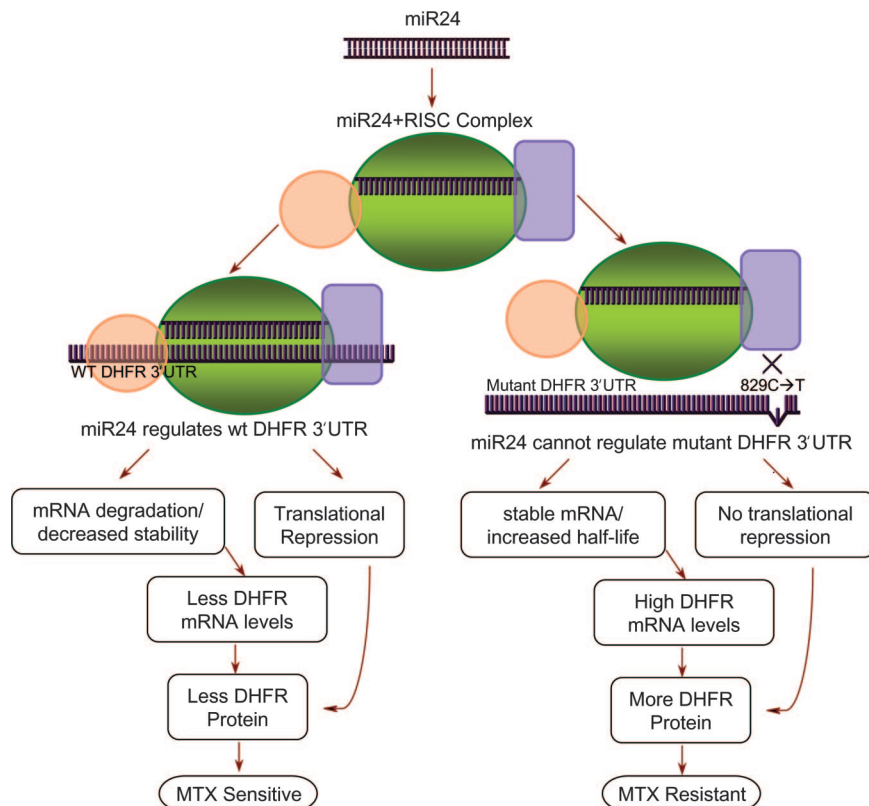 miR24
miR24+RISC Complex
WT DHFR 3'UTR
miR24 regulates wt DHFR 3'UTR
mRNA degradation/
decreased stability
Translational
Repression
Less DHFR
mRNA levels
Less DHFR
Protein
MTX Sensitive
Mutant DHFR 3'UTR
829C→T
miR24 cannot regulate mutant DHFR 3'UTR
stable mRNA/
increased half-life
No translational
repression
High DHFR
mRNA levels
More DHFR
Protein
MTX Resistant